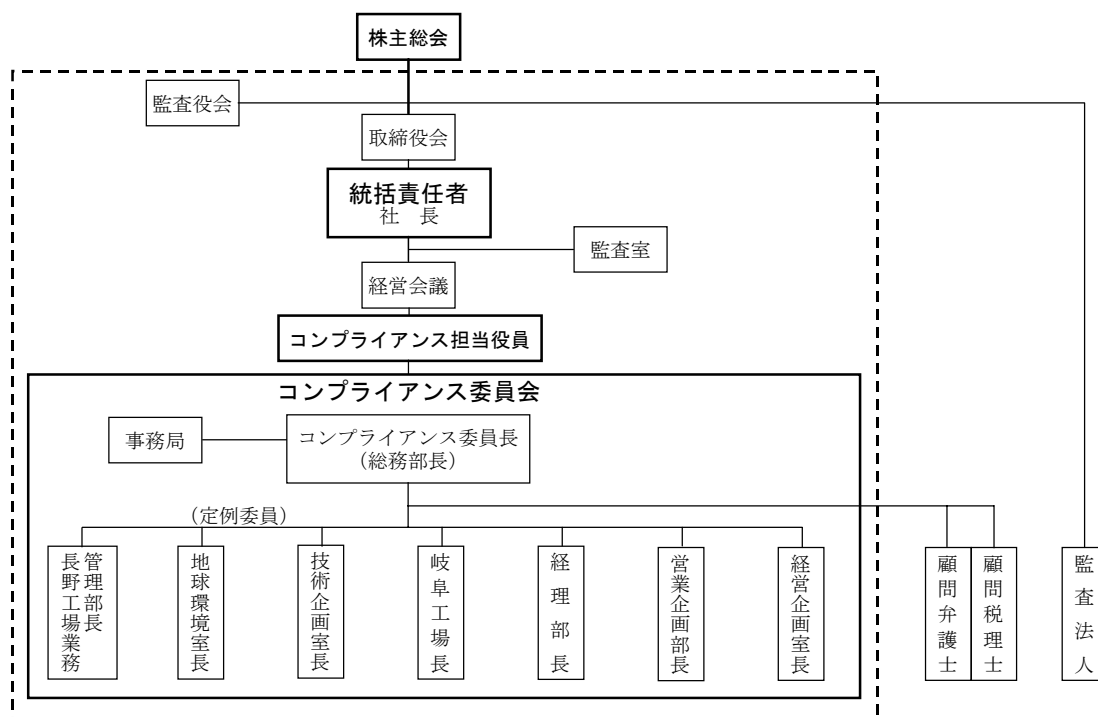 株主総会
監査役会
取締役会
統括責任者
社 長
監査室
経営会議
コンプライアンス担当役員
コンプライアンス委員会
事務局
コンプライアンス委員長
(総務部長)
(定例委員)
長野工場業務
管理部長
地球環境室長
技術企画室長
岐阜工場長
経理部長
営業企画部長
経営企画室長
顧問弁護士
顧問税理士
監査法人